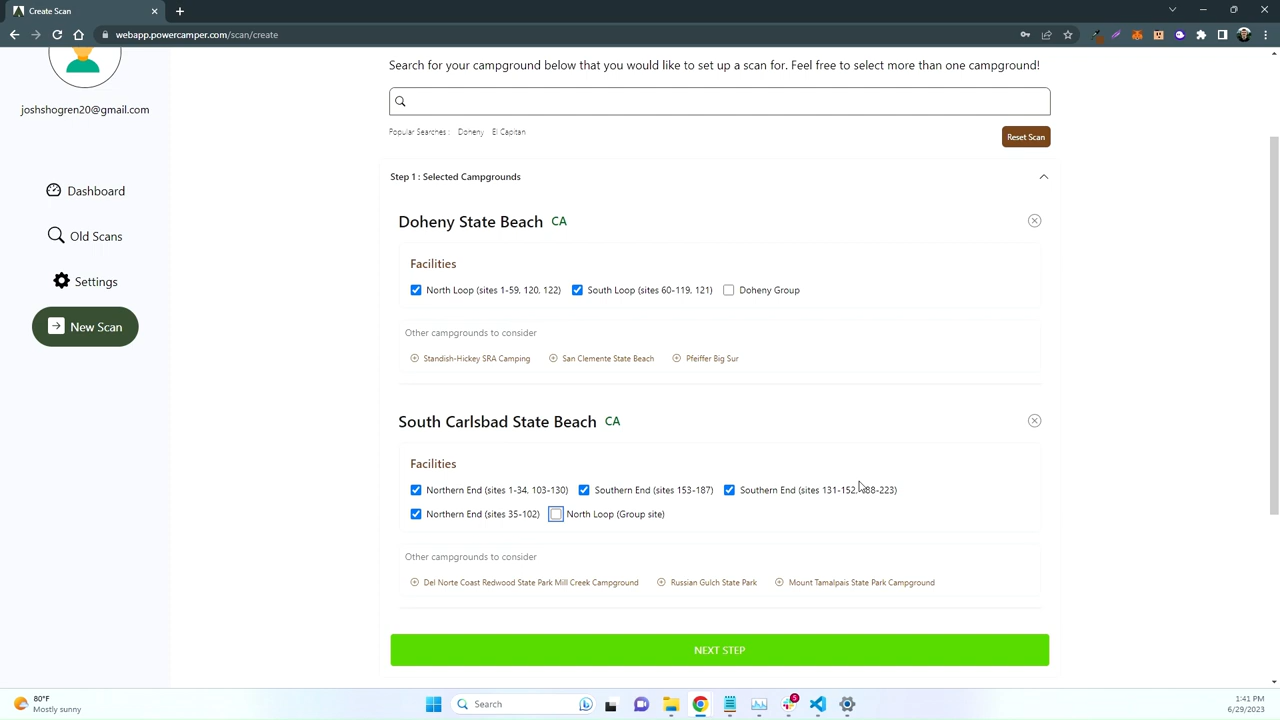 Create Scan
webapp.powercamper.com/scan/create
joshshogren20@gmail.com
Dashboard
Old Scans
Settings
New Scan
Search for your campground below that you would like to set up a scan for. Feel free to select more than one campground!
Popular Searches : Doheny El Capitan
Reset Scan
Step 1 : Selected Campgrounds
Doheny State Beach CA
Facilities
North Loop (sites 1-59, 120, 122) South Loop (sites 60-119, 121) Doheny Group
Other campgrounds to consider
Standish-Hickey SRA Camping San Clemente State Beach Pfeiffer Big Sur
South Carlsbad State Beach CA
Facilities
Northern End (sites 1-34, 103-130) Southern End (sites 153-187) Southern End (sites 131-152, 188-223)
Northern End (sites 35-102) North Loop (Group site)
Other campgrounds to consider
Del Norte Coast Redwood State Park Mill Creek Campground Russian Gulch State Park Mount Tamalpais State Park Campground
NEXT STEP
80°F
Mostly sunny
Search
5
1:41 PM
6/29/2023